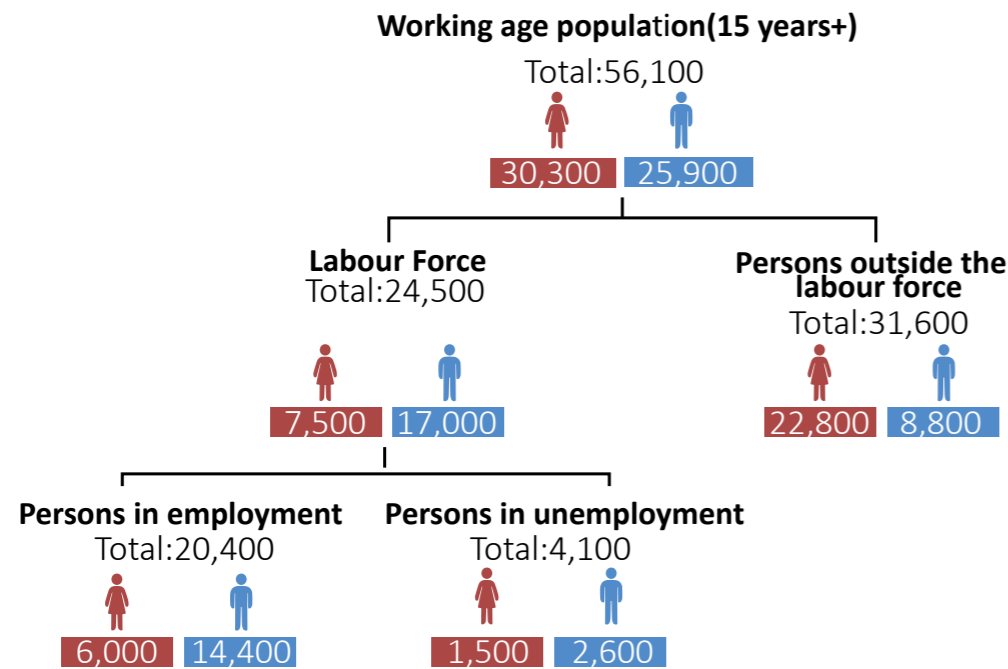 Working age population(15 years+)
Total:56,100
30,300 25,900
Labour Force
Total:24,500
7,500 17,000
Persons outside the
labour force
Total:31,600
22,800 8,800
Persons in employment
Total:20,400
6,000 14,400
Persons in unemployment
Total:4,100
1,500 2,600